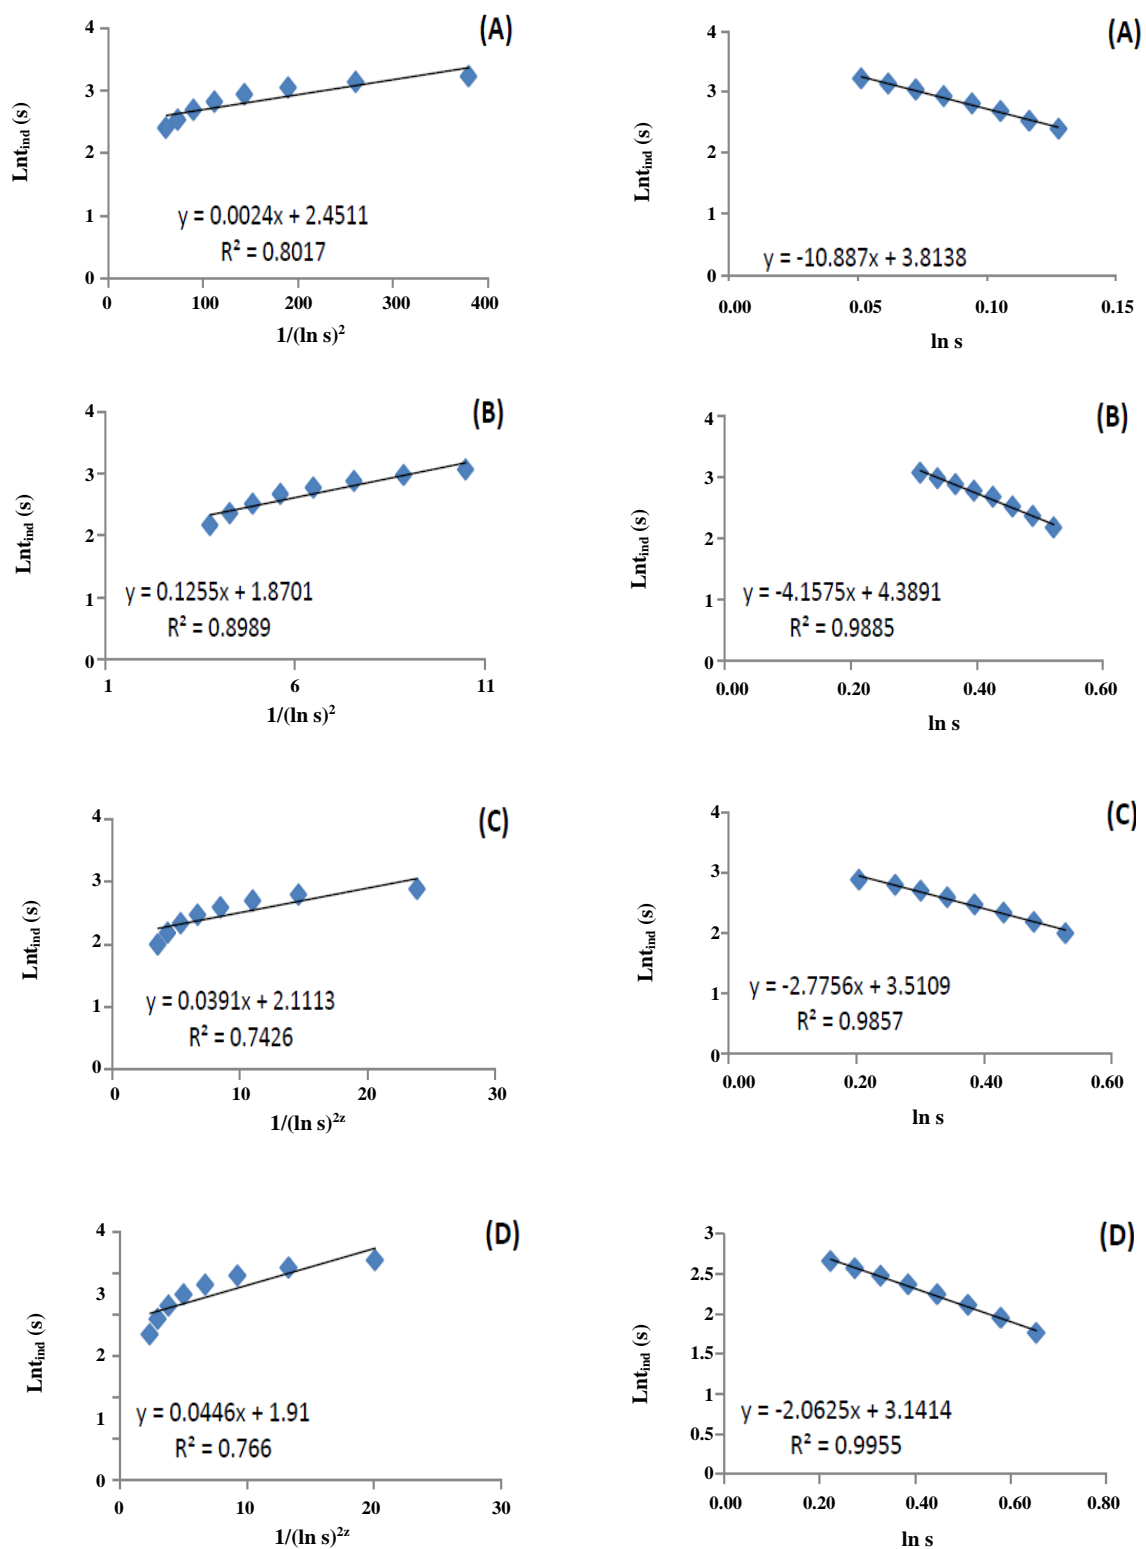 (A)
4
3
2
1
0
Lnt_ind (s)
y = 0.0024x + 2.4511
R² = 0.8017
0 100 200 300 400
1/(ln s)²
(A)
4
3
2
1
0
Lnt_ind (s)
y = -10.887x + 3.8138
0.00 0.05 0.10 0.15
ln s
(B)
4
3
2
1
0
Lnt_ind (s)
y = 0.1255x + 1.8701
R² = 0.8989
1 6 11
1/(ln s)²
(B)
4
3
2
1
0
Lnt_ind (s)
y = -4.1575x + 4.3891
R² = 0.9885
0.00 0.20 0.40 0.60
ln s
(C)
4
3
2
1
0
Lnt_ind (s)
y = 0.0391x + 2.1113
R² = 0.7426
0 10 20 30
1/(ln s)²ᶻ
(C)
4
3
2
1
0
Lnt_ind (s)
y = -2.7756x + 3.5109
R² = 0.9857
0.00 0.20 0.40 0.60
ln s
(D)
4
3
2
1
0
Lnt_ind (s)
y = 0.0446x + 1.91
R² = 0.766
0 10 20 30
1/(ln s)²ᶻ
(D)
3
2.5
2
1.5
1
0.5
0
Lnt_ind (s)
y = -2.0625x + 3.1414
R² = 0.9955
0.00 0.20 0.40 0.60 0.80
ln s